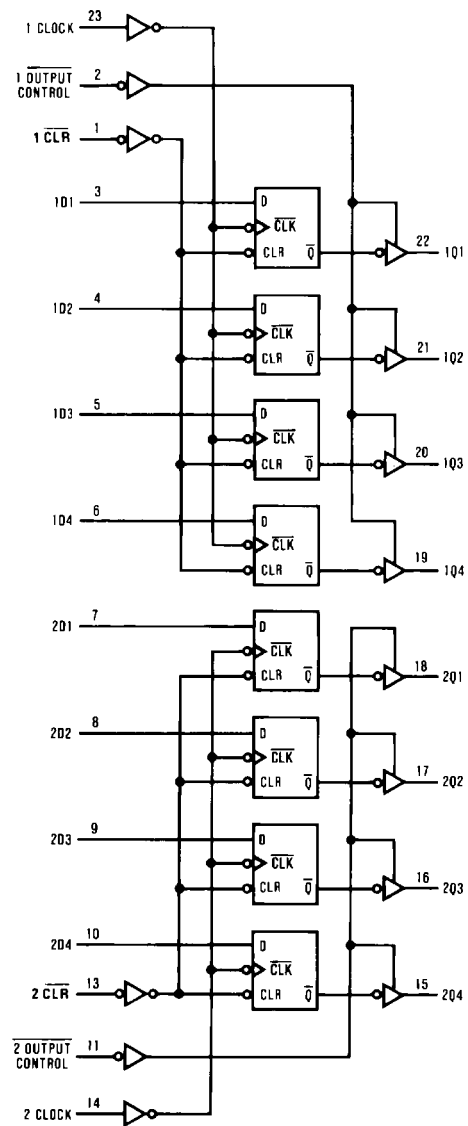 23
1 CLOCK
2
1 OUTPUT
CONTROL
1
1 CLR
3
1D1 D
CLK
CLR Q 22 1Q1
4
1D2 D
CLK
CLR Q 21 1Q2
5
1D3 D
CLK
CLR Q 20 1Q3
6
1D4 D
CLK
CLR Q 19 1Q4
7
2D1 D
CLK
CLR Q 18 2Q1
8
2D2 D
CLK
CLR Q 17 2Q2
9
2D3 D
CLK
CLR Q 16 2Q3
10
2D4 D
CLK
CLR Q 15 2Q4
13
2 CLR
11
2 OUTPUT
CONTROL
14
2 CLOCK